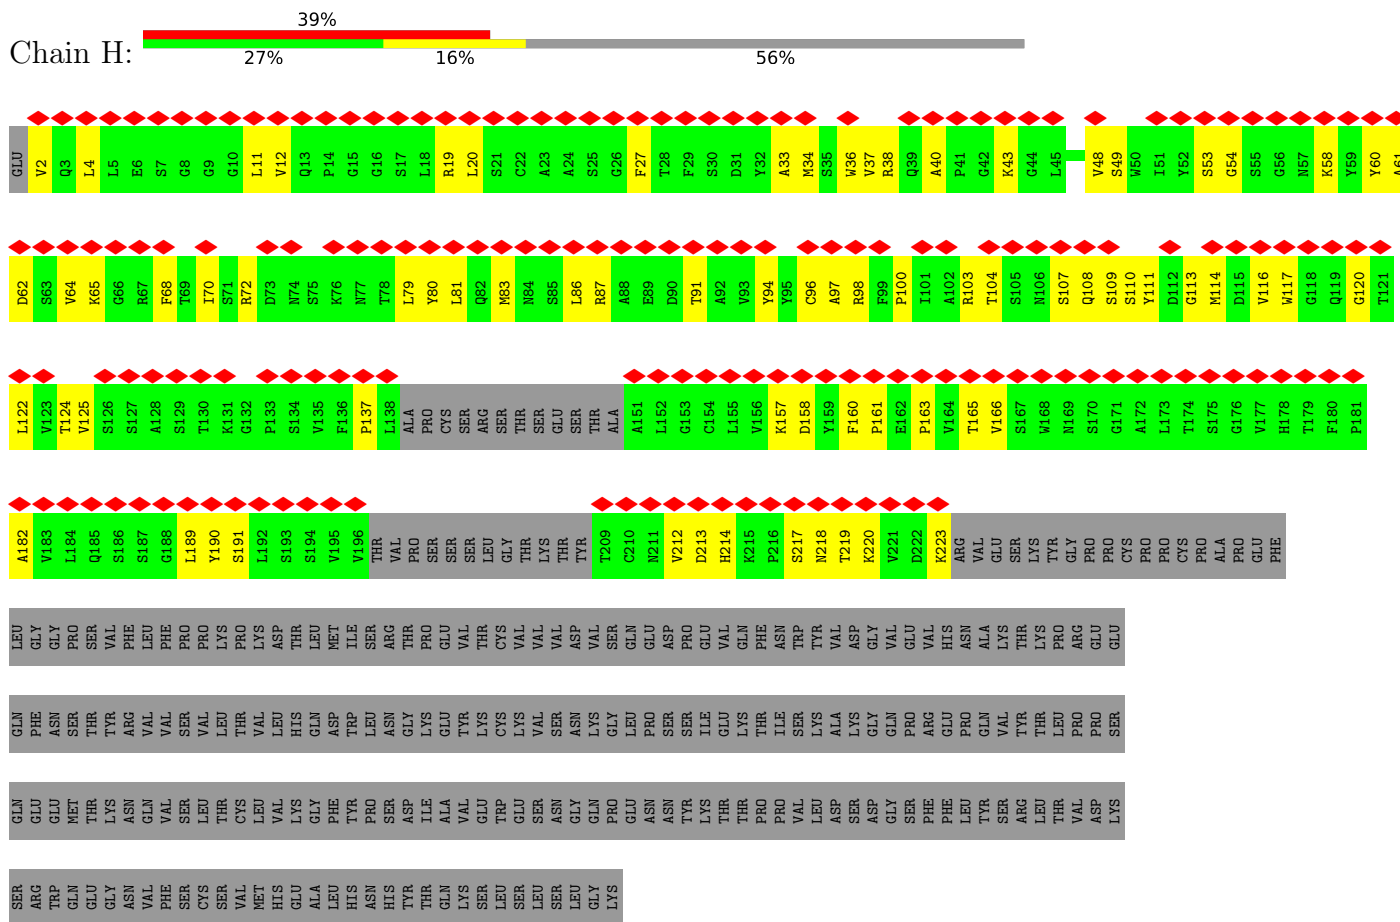 39%
Chain H:
27% 16% 56%
GLU V2 Q3 L4 L5 E6 S7 G8 G9 G10 L11 V12 Q13 P14 G15 G16 S17 L18 R19 L20 S21 C22 A23 A24 S25 G26 F27 T28 F29 S30 D31 Y32 A33 M34 S35 W36 V37 R38 Q39 A40 P41 G42 K43 G44 L45 V48 S49 W50 I51 Y52 S53 G54 S55 G56 N57 K58 Y59 Y60 A61
D62 S63 V64 K65 G66 R67 F68 T69 I70 S71 R72 D73 N74 S75 K76 N77 T78 L79 Y80 L81 Q82 M83 N84 S85 L86 R87 A88 E89 D90 T91 A92 V93 Y94 Y95 C96 A97 R98 F99 P100 I101 A102 R103 T104 S105 N106 S107 Q108 S109 S110 Y111 D112 G113 M114 D115 V116 W117 G118 Q119 G120 T121
L122 V123 T124 V125 S126 S127 A128 S129 T130 K131 G132 P133 S134 V135 F136 P137 L138 ALA PRO CYS SER ARG SER THR SER GLU SER THR ALA A151 L152 G153 C154 L155 V156 K157 D158 Y159 F160 P161 E162 P163 V164 T165 V166 S167 W168 N169 S170 G171 A172 L173 T174 S175 G176 V177 H178 T179 F180 P181
A182 V183 L184 Q185 S186 S187 G188 L189 Y190 S191 L192 S193 S194 V195 V196 THR VAL PRO SER SER SER LEU GLY THR LYS THR TYR T209 C210 N211 V212 D213 H214 K215 P216 S217 N218 T219 K220 V221 D222 K223 ARG VAL GLU SER LYS TYR GLY PRO PRO CYS PRO PRO CYS PRO ALA PRO GLU PHE
LEU GLY GLY PRO SER VAL PHE LEU PHE PRO PRO LYS PRO LYS ASP THR LEU MET ILE SER ARG THR PRO GLU VAL THR CYS VAL VAL VAL ASP VAL SER GLN GLU ASP PRO GLU VAL GLN PHE ASN TRP TYR VAL ASP GLY VAL GLU VAL HIS ASN ALA LYS THR LYS PRO ARG GLU GLU
GLN PHE ASN SER THR TYR ARG VAL VAL SER VAL LEU THR VAL LEU HIS GLN ASP TRP LEU ASN GLY LYS GLU TYR LYS CYS LYS VAL SER ASN LYS GLY LEU PRO SER SER ILE GLU LYS THR ILE SER LYS ALA LYS GLY GLN PRO ARG GLU PRO GLN VAL TYR THR LEU PRO PRO SER
GLN GLU GLU MET THR LYS ASN GLN VAL SER LEU THR CYS LEU VAL LYS GLY PHE TYR PRO SER ASP ILE ALA VAL GLU TRP GLU SER ASN GLY GLN PRO GLU ASN ASN TYR LYS THR THR PRO PRO VAL LEU ASP SER ASP GLY SER PHE PHE LEU TYR SER ARG LEU THR VAL ASP LYS
SER ARG TRP GLN GLU GLY ASN VAL PHE SER CYS SER VAL MET HIS GLU ALA LEU HIS ASN HIS TYR THR GLN LYS SER LEU SER LEU SER LEU GLY LYS